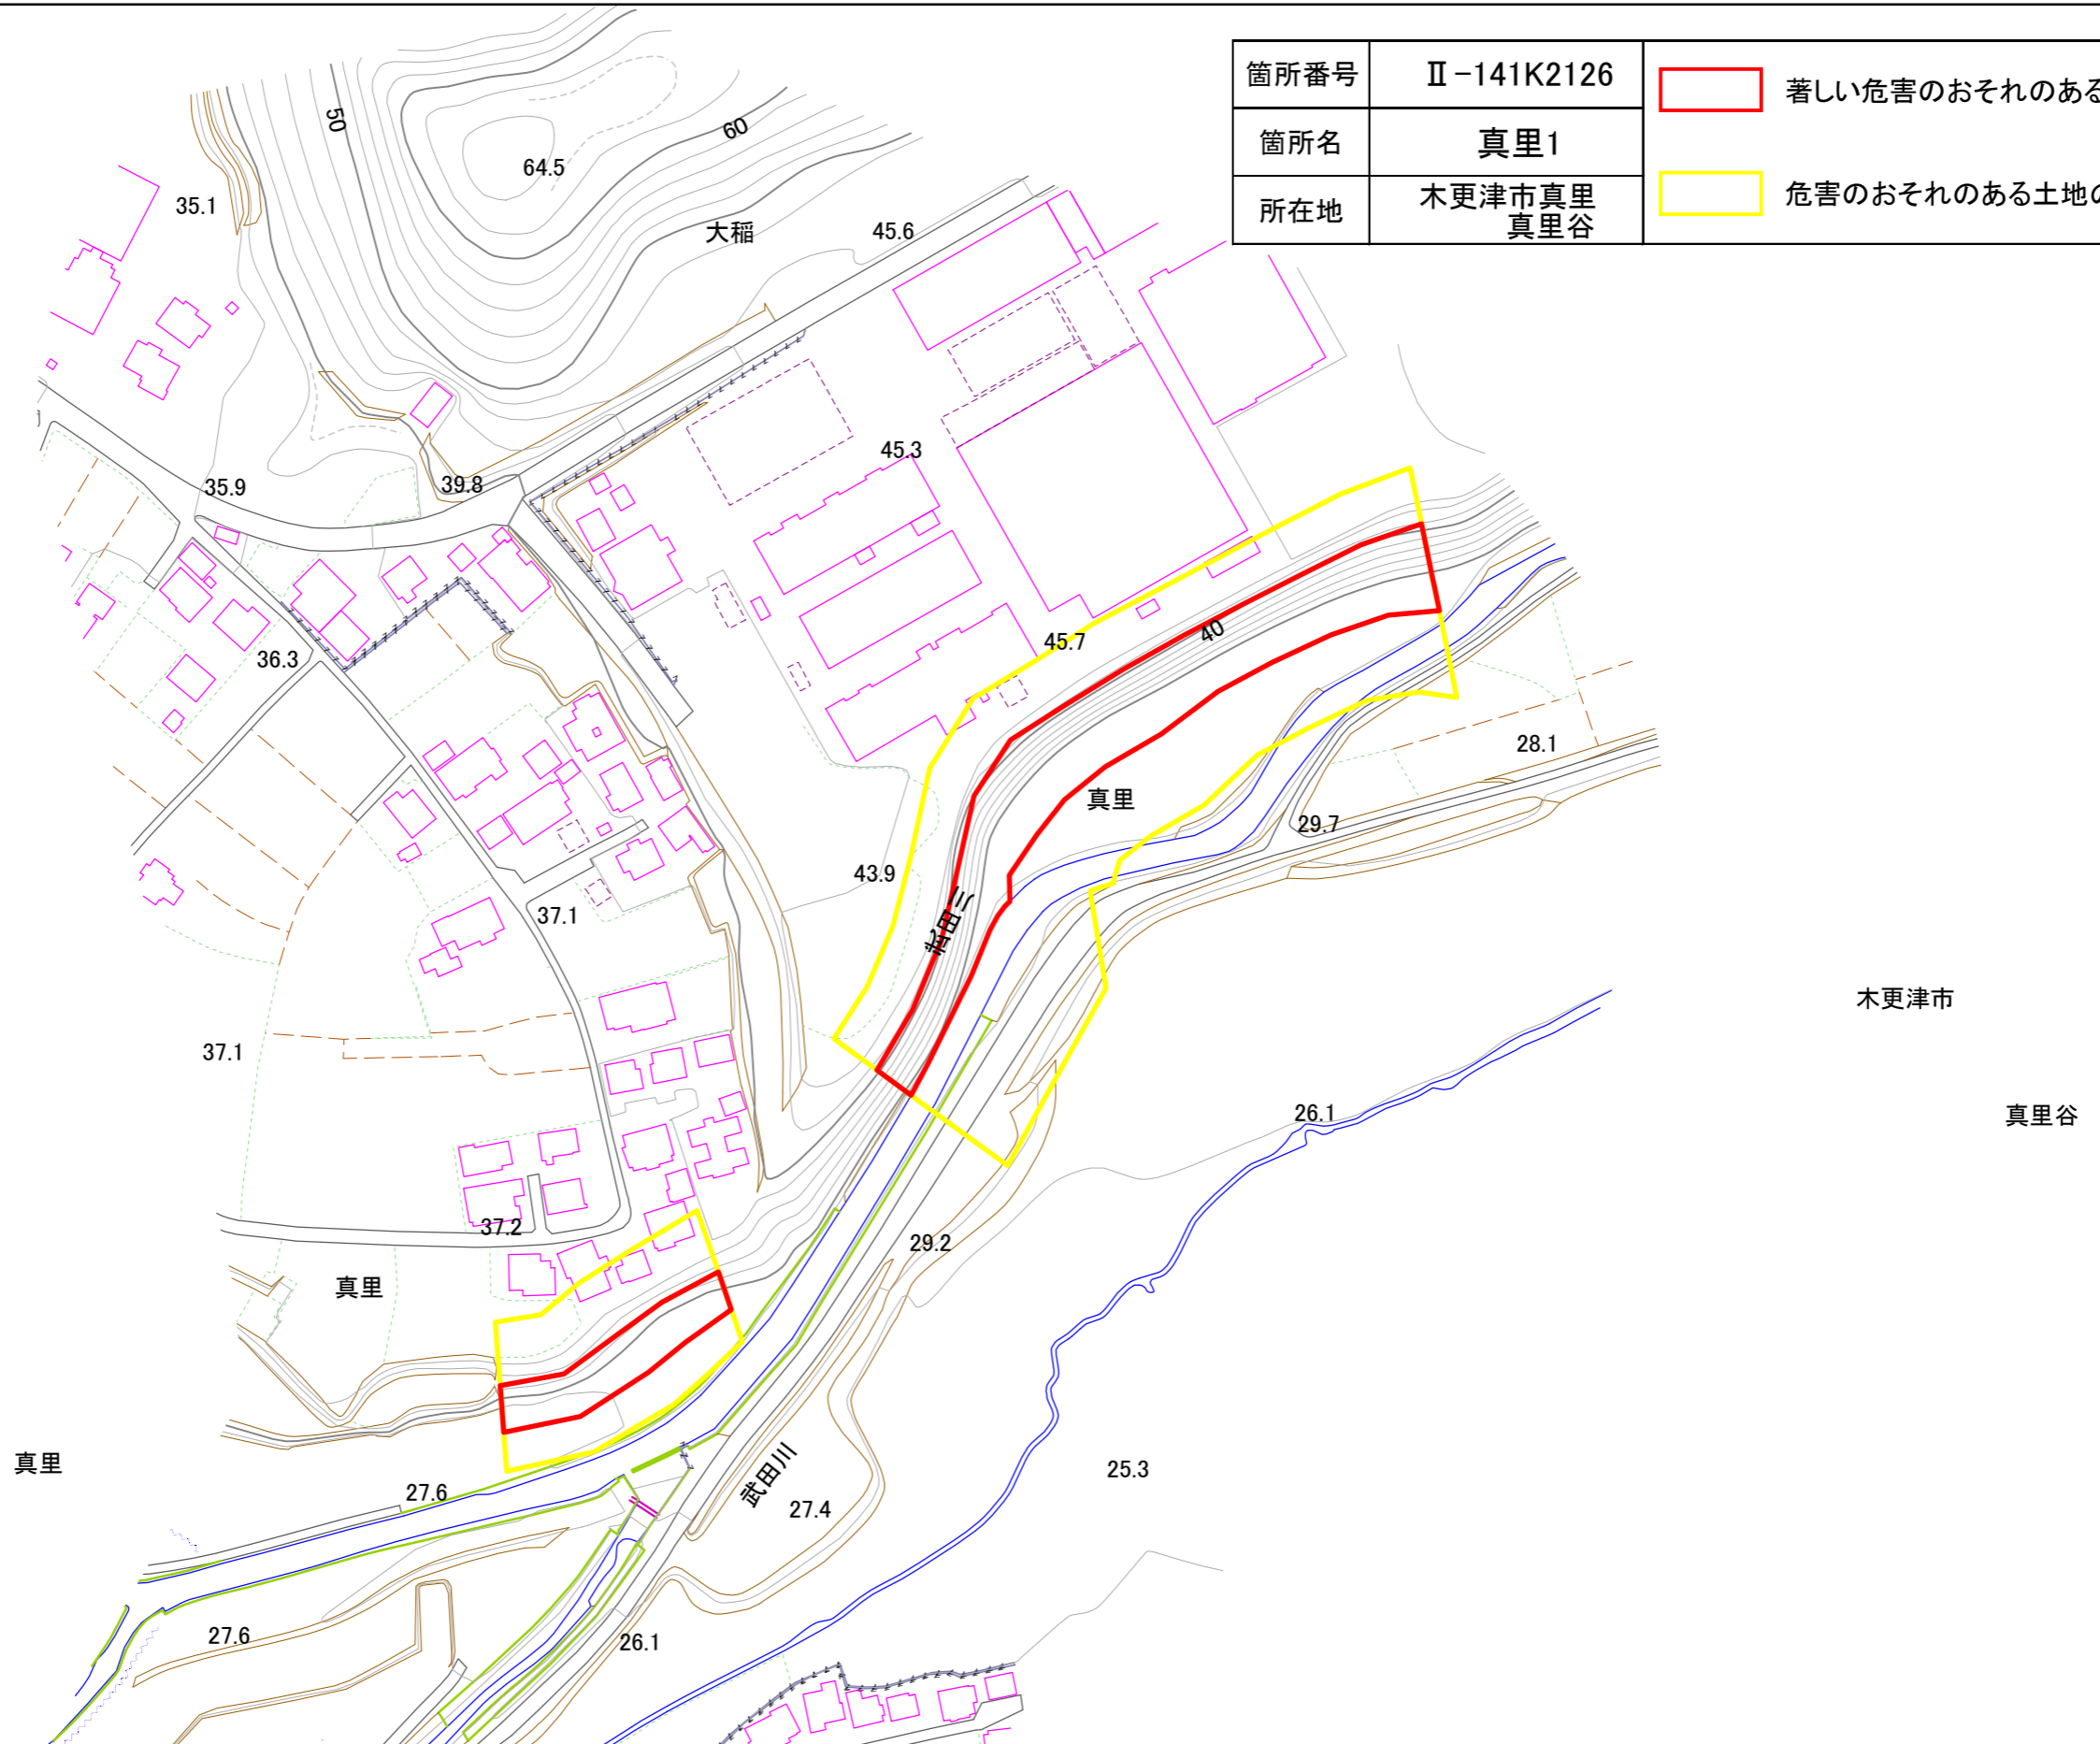 箇所番号 Ⅱ-141K2126
箇所名 真里1
所在地 木更津市真里
真里谷
著しい危害のおそれのある
危害のおそれのある土地の
50
60
64.5
35.1
大稲
45.6
45.3
35.9
39.8
36.3
45.7
40
真里
28.1
29.7
43.9
武田川
37.1
木更津市
37.1
26.1
真里谷
37.2
29.2
真里
真里
27.6
武田川
27.4
25.3
27.6
26.1